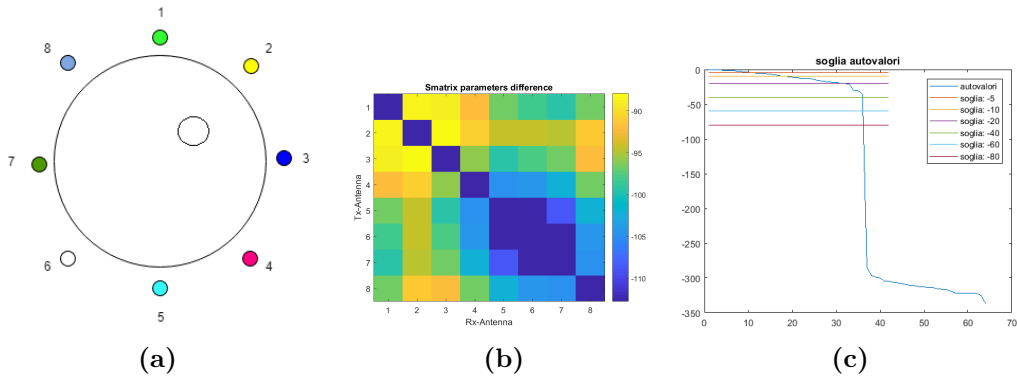 1
2
3
4
5
6
7
8
(a)
Smatrix parameters difference
Tx-Antenna
1
2
3
4
5
6
7
8
1 2 3 4 5 6 7 8
Rx-Antenna
-90
-95
-100
-105
-110
(b)
soglia autovalori
0
-50
-100
-150
-200
-250
-300
-350
0 10 20 30 40 50 60 70
autovalori
soglia: -5
soglia: -10
soglia: -20
soglia: -40
soglia: -60
soglia: -80
(c)